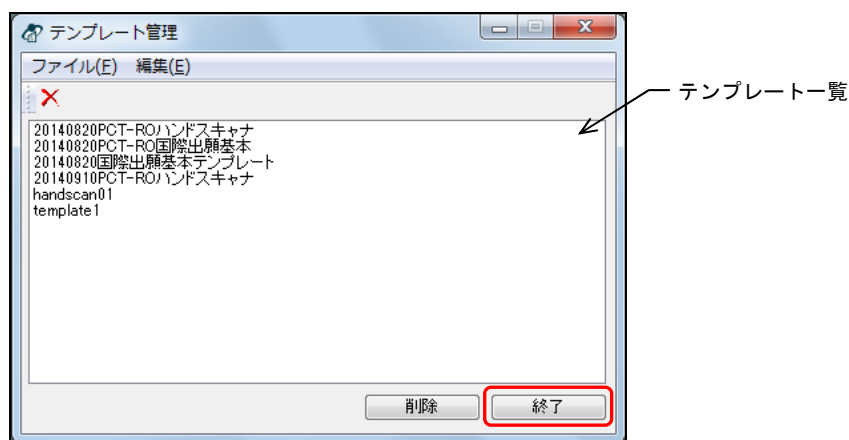 テンプレート管理
ファイル(F) 編集(E)
テンプレート一覧
20140820PCT-ROハンドスキャナ
20140820PCT-RO国際出願基本
20140820国際出願基本テンプレート
20140910PCT-ROハンドスキャナ
handscan01
template1
削除 終了